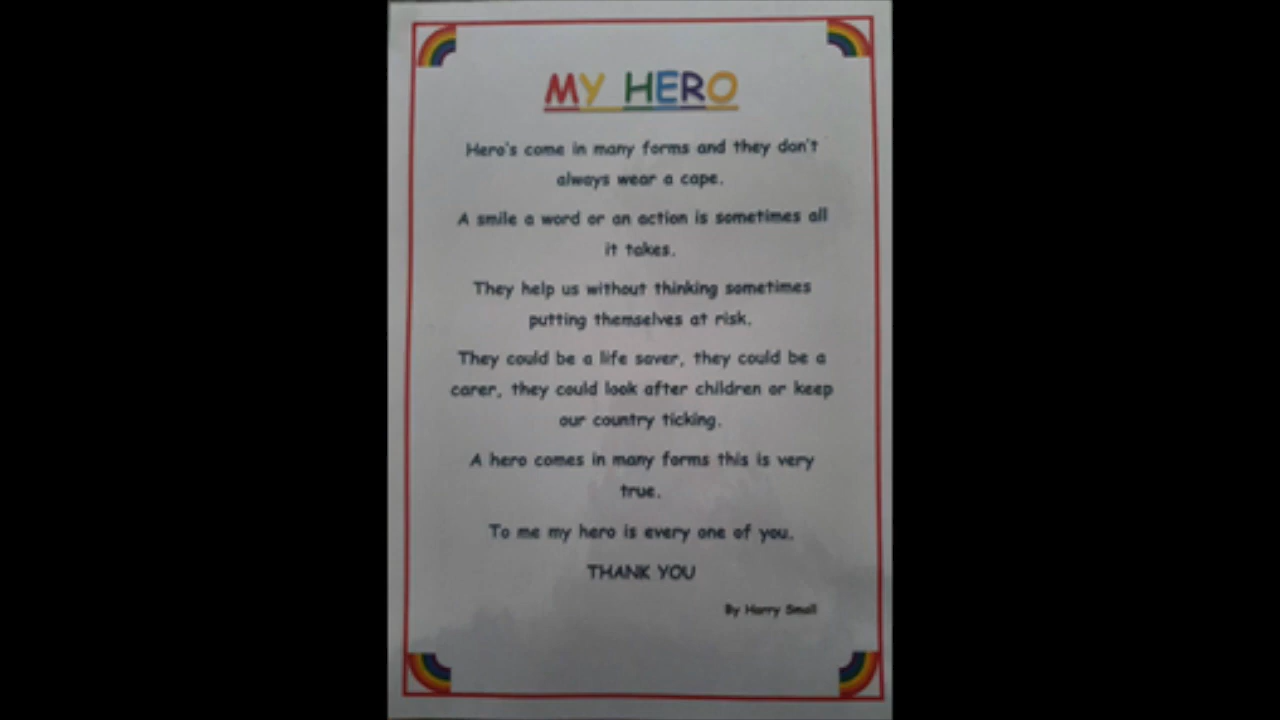 MY HERO
Hero's come in many forms and they don't
always wear a cape.
A smile a word or an action is sometimes all
it takes.
They help us without thinking sometimes
putting themselves at risk.
They could be a life saver, they could be a
carer, they could look after children or keep
our country ticking.
A hero comes in many forms this is very
true.
To me my hero is every one of you.
THANK YOU
By Harry Small